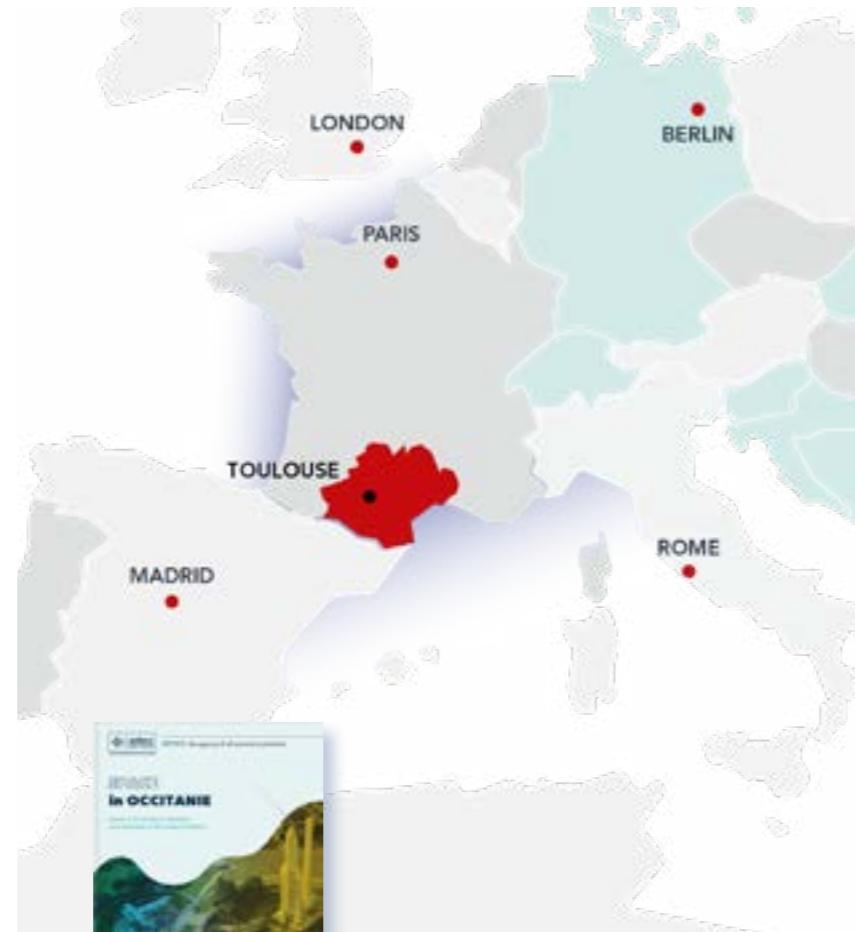 LONDON
BERLIN
PARIS
TOULOUSE
ROME
MADRID
in OCCITANIE